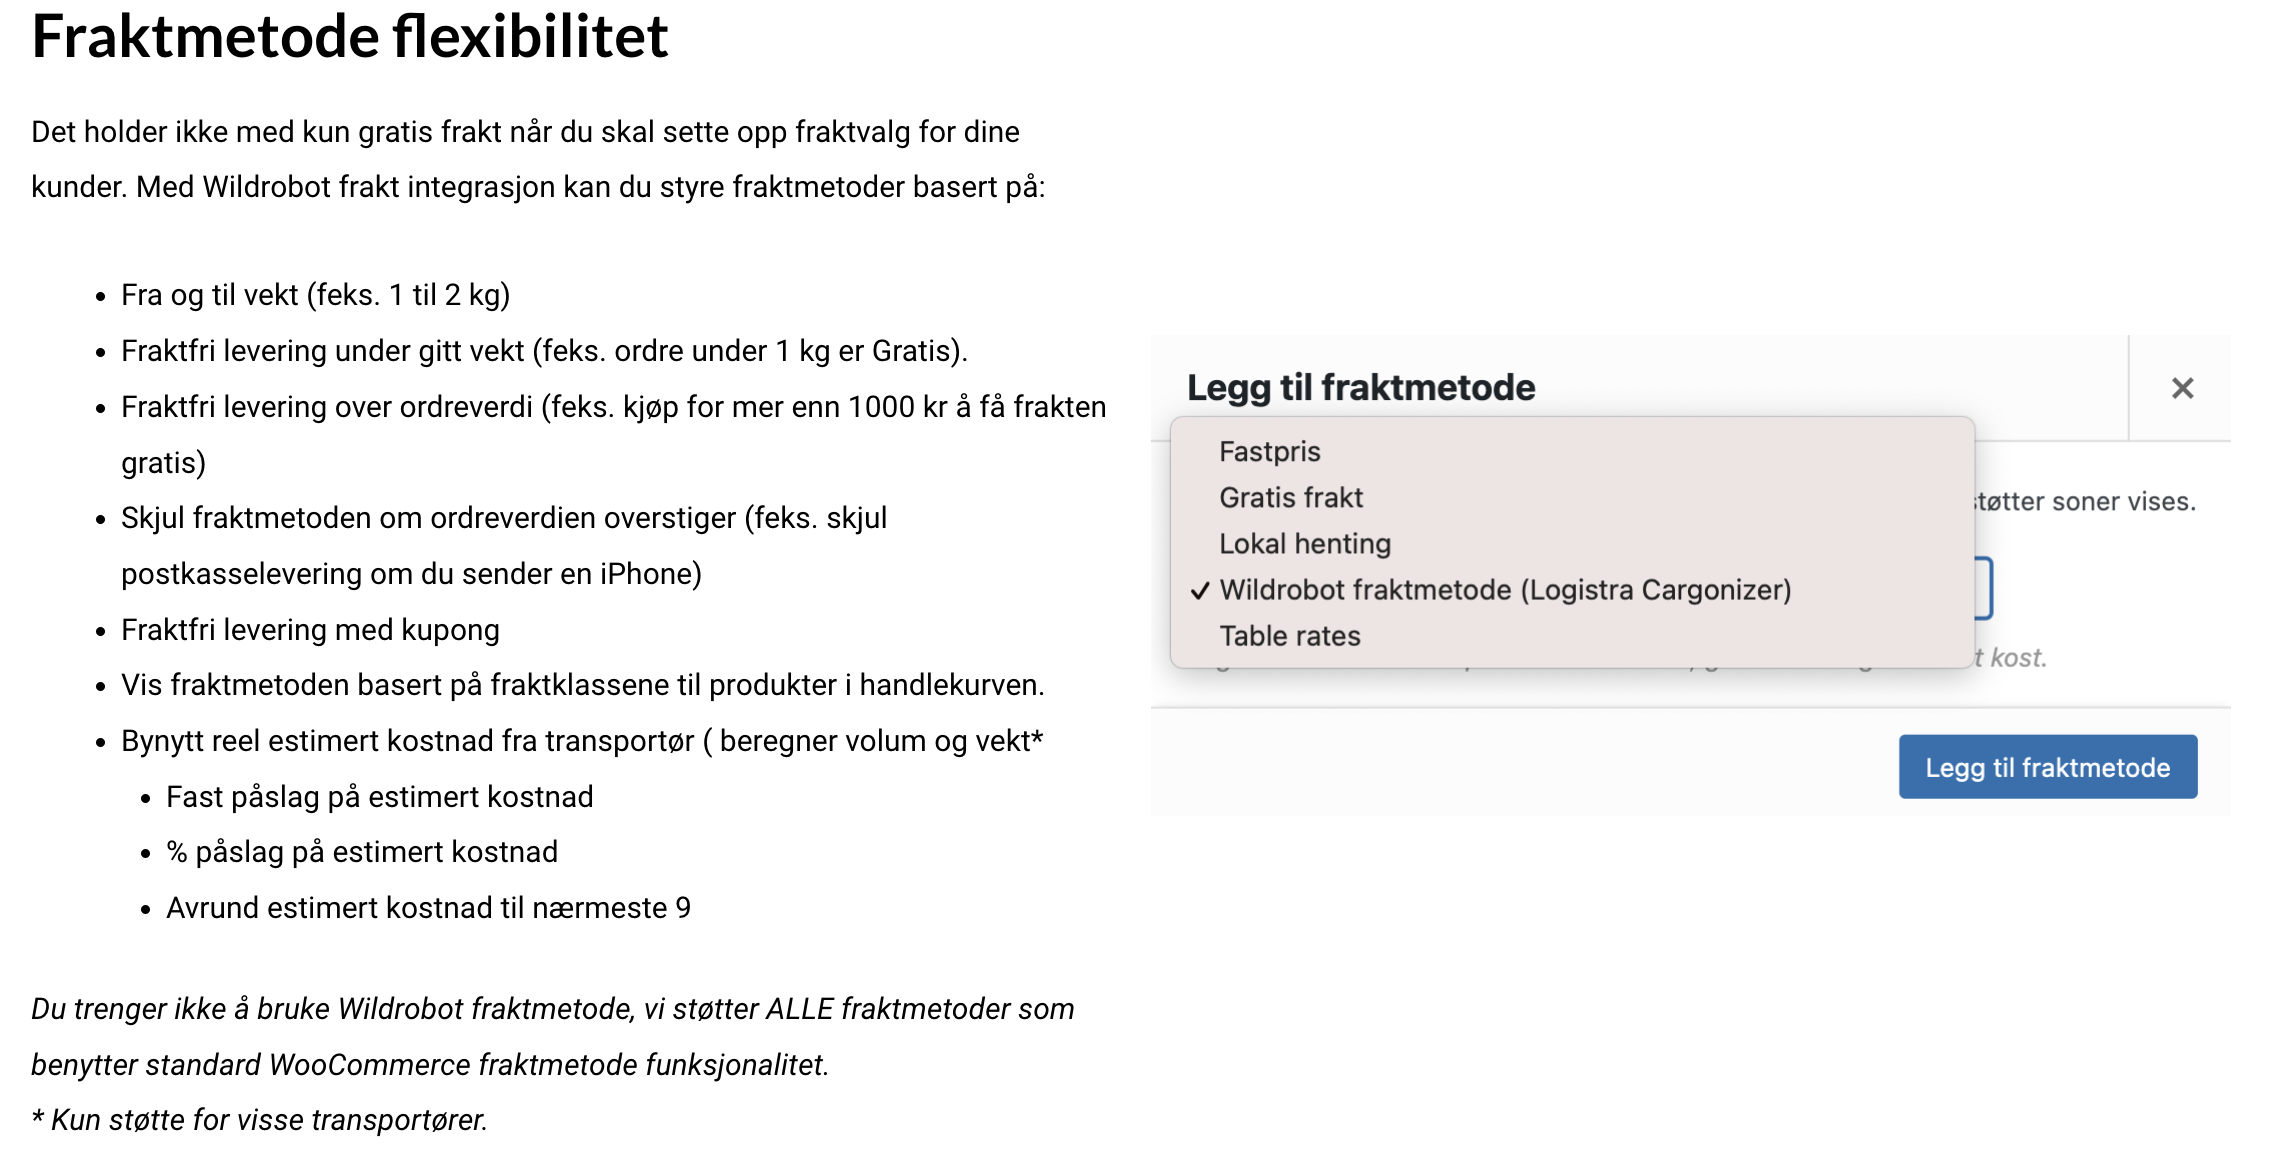 Fraktmetode flexibilitet
Det holder ikke med kun gratis frakt når du skal sette opp fraktvalg for dine
kunder. Med Wildrobot frakt integrasjon kan du styre fraktmetoder basert på:
• Fra og til vekt (feks. 1 til 2 kg)
• Fraktfri levering under gitt vekt (feks. ordre under 1 kg er Gratis).
• Fraktfri levering over ordreverdi (feks. kjøp for mer enn 1000 kr å få frakten
gratis)
• Skjul fraktmetoden om ordreverdien overstiger (feks. skjul
postkasselevering om du sender en iPhone)
• Fraktfri levering med kupong
• Vis fraktmetoden basert på fraktklassene til produkter i handlekurven.
• Bynytt reel estimert kostnad fra transportør ( beregner volum og vekt*
• Fast påslag på estimert kostnad
• % påslag på estimert kostnad
• Avrund estimert kostnad til nærmeste 9
Du trenger ikke å bruke Wildrobot fraktmetode, vi støtter ALLE fraktmetoder som
benytter standard WooCommerce fraktmetode funksjonalitet.
* Kun støtte for visse transportører.
Legg til fraktmetode
Fastpris
Gratis frakt
støtter soner vises.
Lokal henting
✓ Wildrobot fraktmetode (Logistra Cargonizer)
Table rates
kost.
Legg til fraktmetode